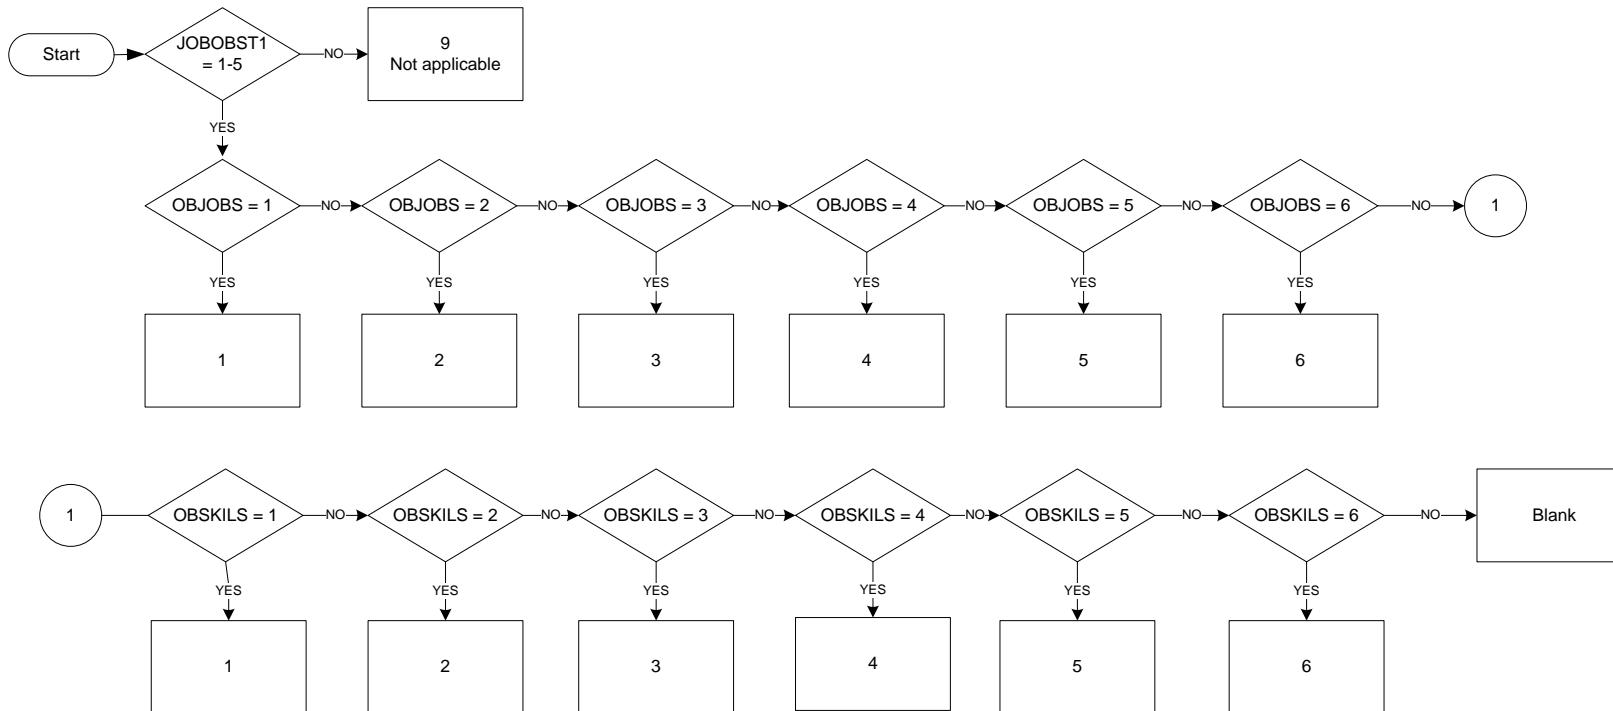 Start
JOBOBST1
= 1-5
NO
9
Not applicable
YES
OBJOBS = 1
NO
OBJOBS = 2
NO
OBJOBS = 3
NO
OBJOBS = 4
NO
OBJOBS = 5
NO
OBJOBS = 6
NO
1
YES
YES
YES
YES
YES
YES
1
2
3
4
5
6
1
OBSKILS = 1
NO
OBSKILS = 2
NO
OBSKILS = 3
NO
OBSKILS = 4
NO
OBSKILS = 5
NO
OBSKILS = 6
NO
Blank
YES
YES
YES
YES
YES
YES
1
2
3
4
5
6